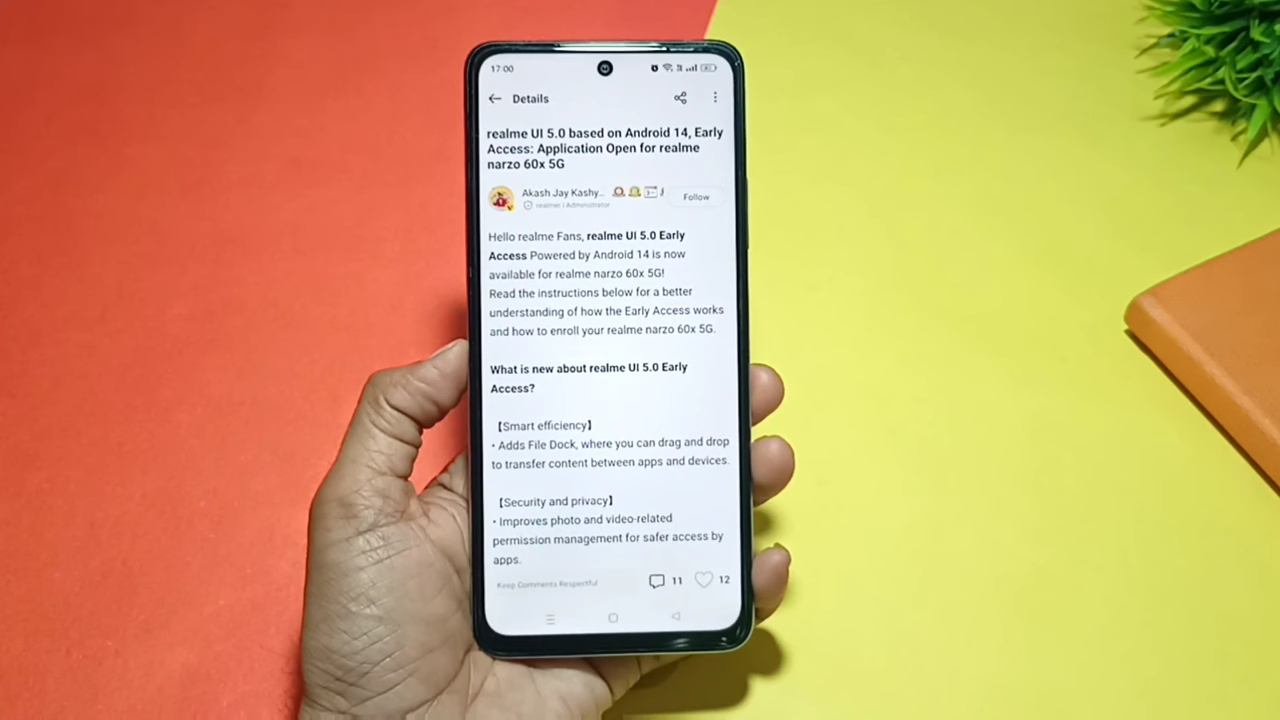 17:00
Details
realme UI 5.0 based on Android 14, Early
Access: Application Open for realme
narzo 60x 5G
Akash Jay Kashy...
realmer | Administrator
Follow
Hello realme Fans, realme UI 5.0 Early
Access Powered by Android 14 is now
available for realme narzo 60x 5G!
Read the instructions below for a better
understanding of how the Early Access works
and how to enroll your realme narzo 60x 5G.
What is new about realme UI 5.0 Early
Access?
【Smart efficiency】
• Adds File Dock, where you can drag and drop
to transfer content between apps and devices.
【Security and privacy】
• Improves photo and video-related
permission management for safer access by
apps.
Keep Comments Respectful
11
12